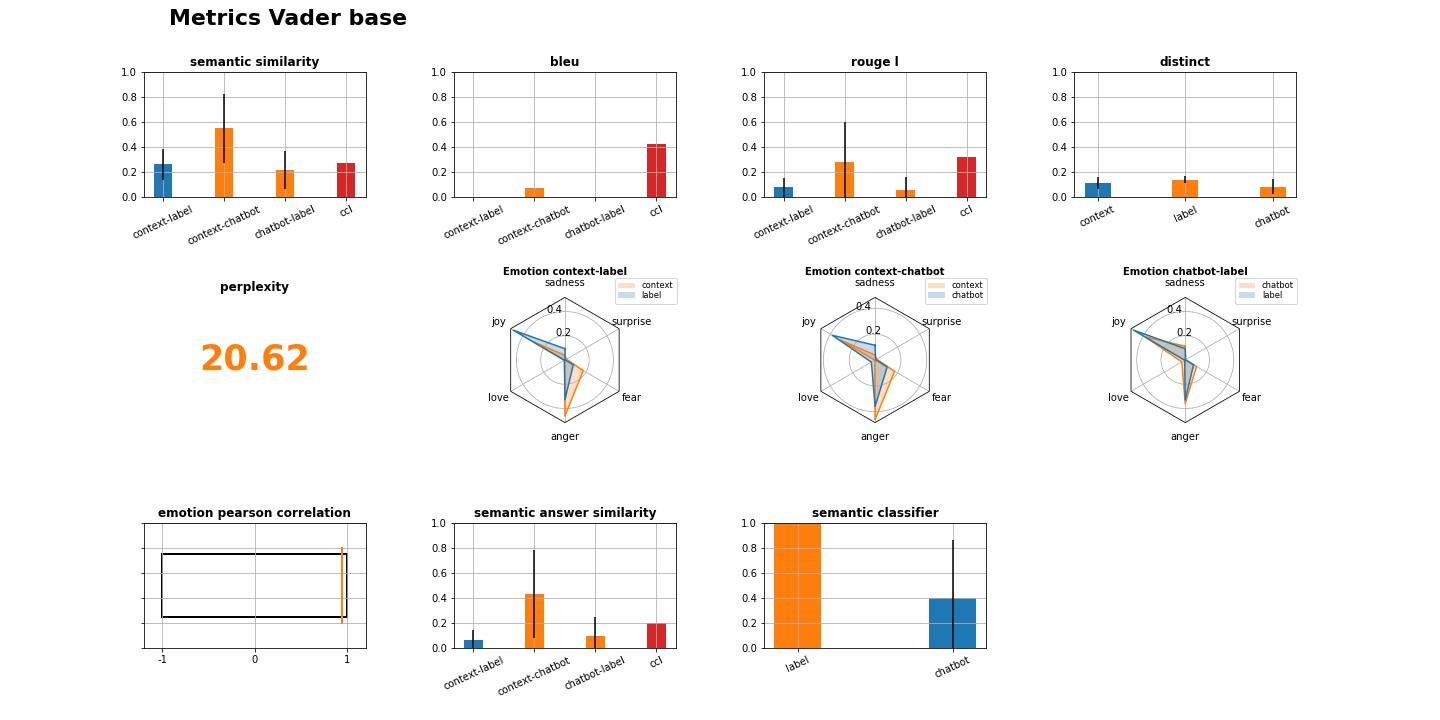 Metrics Vader base
semantic similarity
1.0
0.8
0.6
0.4
0.2
0.0
context-label
context-chatbot
chatbot-label
ccl
bleu
1.0
0.8
0.6
0.4
0.2
0.0
context-label
context-chatbot
chatbot-label
ccl
rouge l
1.0
0.8
0.6
0.4
0.2
0.0
context-label
context-chatbot
chatbot-label
ccl
distinct
1.0
0.8
0.6
0.4
0.2
0.0
context
label
chatbot
perplexity
20.62
Emotion context-label
sadness
context
label
0.4
0.2
joy
surprise
love
fear
anger
Emotion context-chatbot
sadness
context
chatbot
0.4
0.2
joy
surprise
love
fear
anger
Emotion chatbot-label
sadness
chatbot
label
0.4
0.2
joy
surprise
love
fear
anger
emotion pearson correlation
-1
0
1
semantic answer similarity
1.0
0.8
0.6
0.4
0.2
0.0
context-label
context-chatbot
chatbot-label
ccl
semantic classifier
1.0
0.8
0.6
0.4
0.2
0.0
label
chatbot